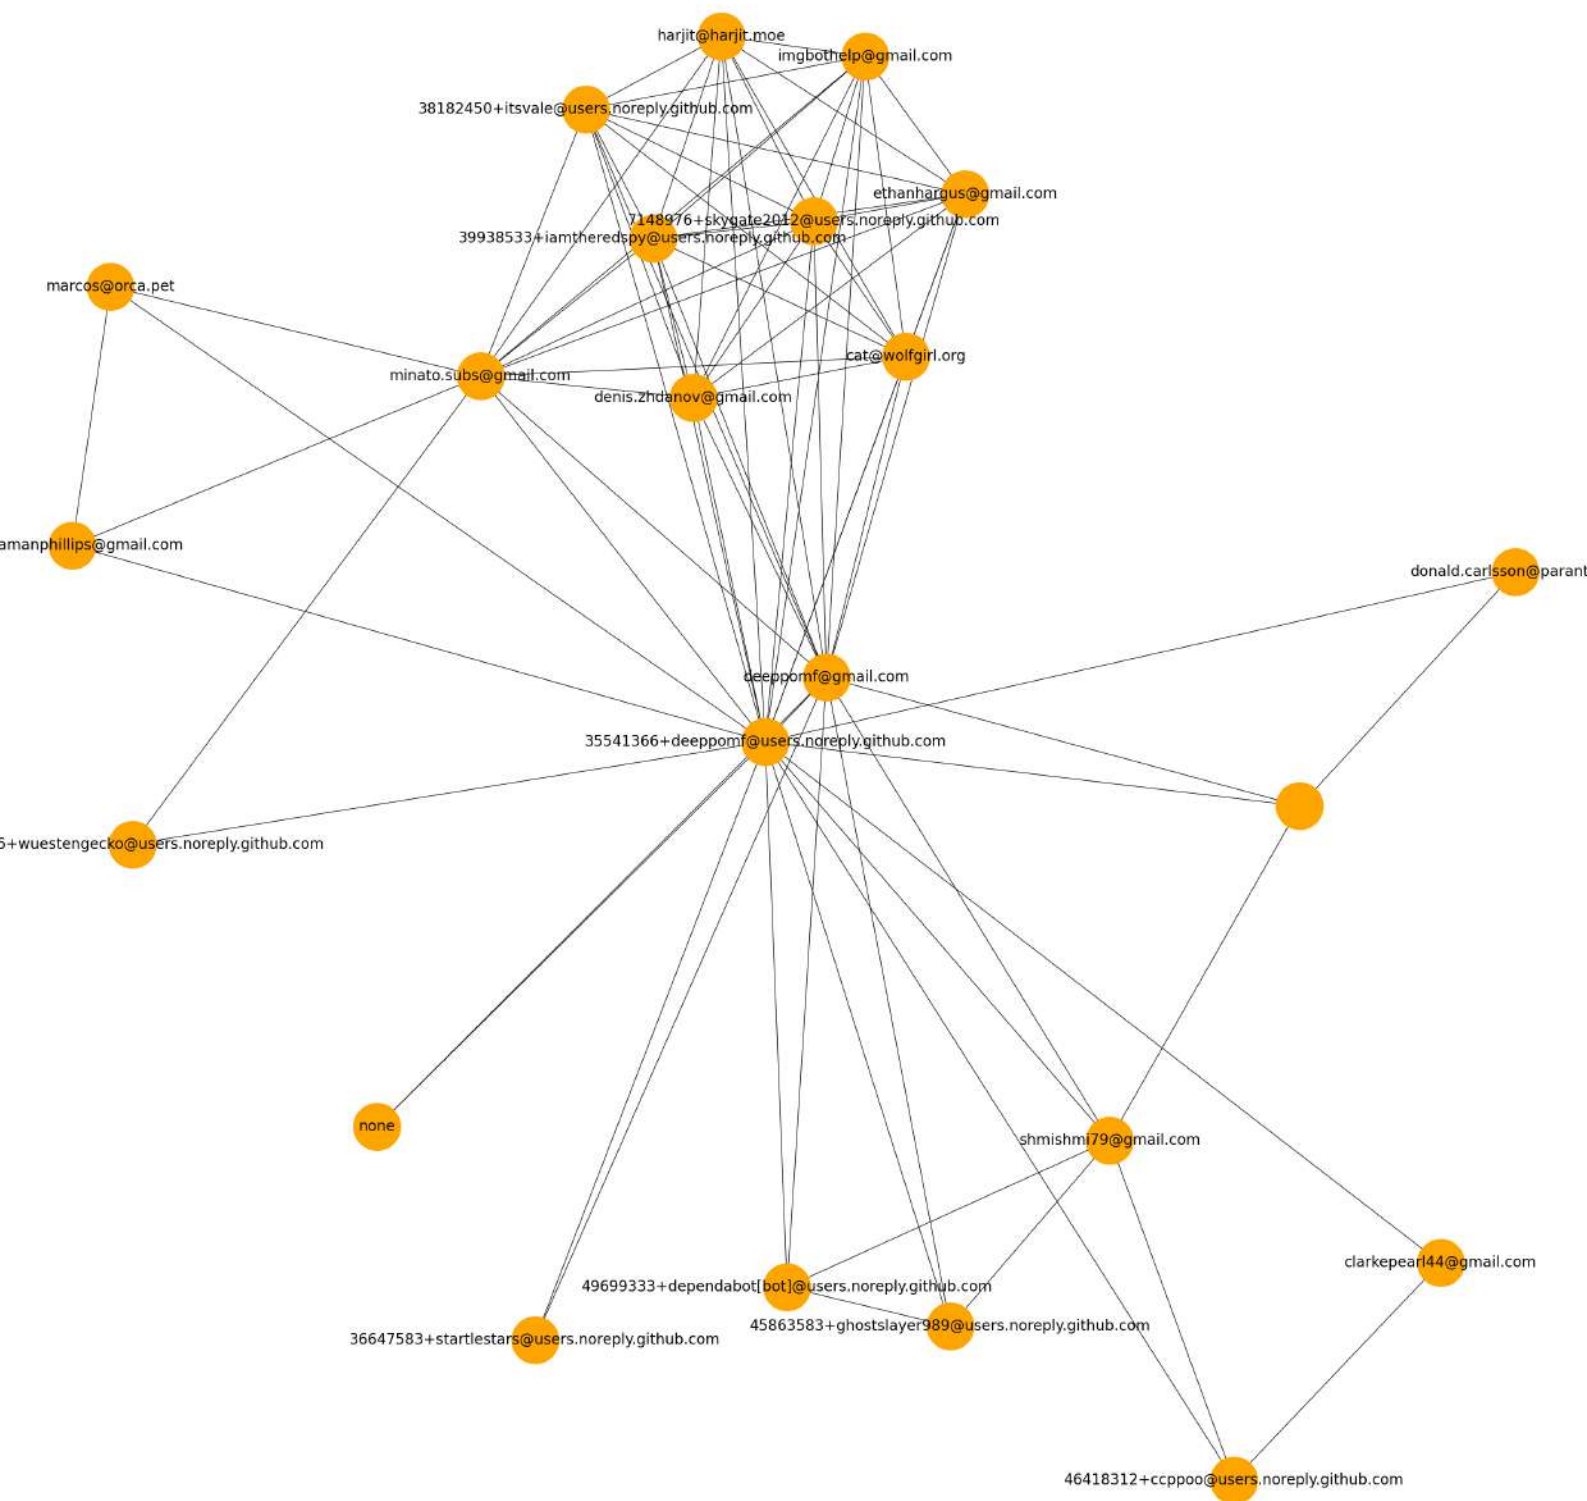 harjit@harjit.moe
imgbothelp@gmail.com
38182450+itsvale@users.noreply.github.com
ethanhargus@gmail.com
7148976+skygate2012@users.noreply.github.com
39938533+iamtheredspy@users.noreply.github.com
marcos@orca.pet
cat@wolfgirl.org
minato.subs@gmail.com
denis.zhdanov@gmail.com
amanphillips@gmail.com
donald.carlsson@parant
deeppomf@gmail.com
35541366+deeppomf@users.noreply.github.com
6+wuestengecko@users.noreply.github.com
none
shmishmi79@gmail.com
clarkepearl44@gmail.com
49699333+dependabot[bot]@users.noreply.github.com
45863583+ghostslayer989@users.noreply.github.com
36647583+startlestars@users.noreply.github.com
46418312+ccppoo@users.noreply.github.com